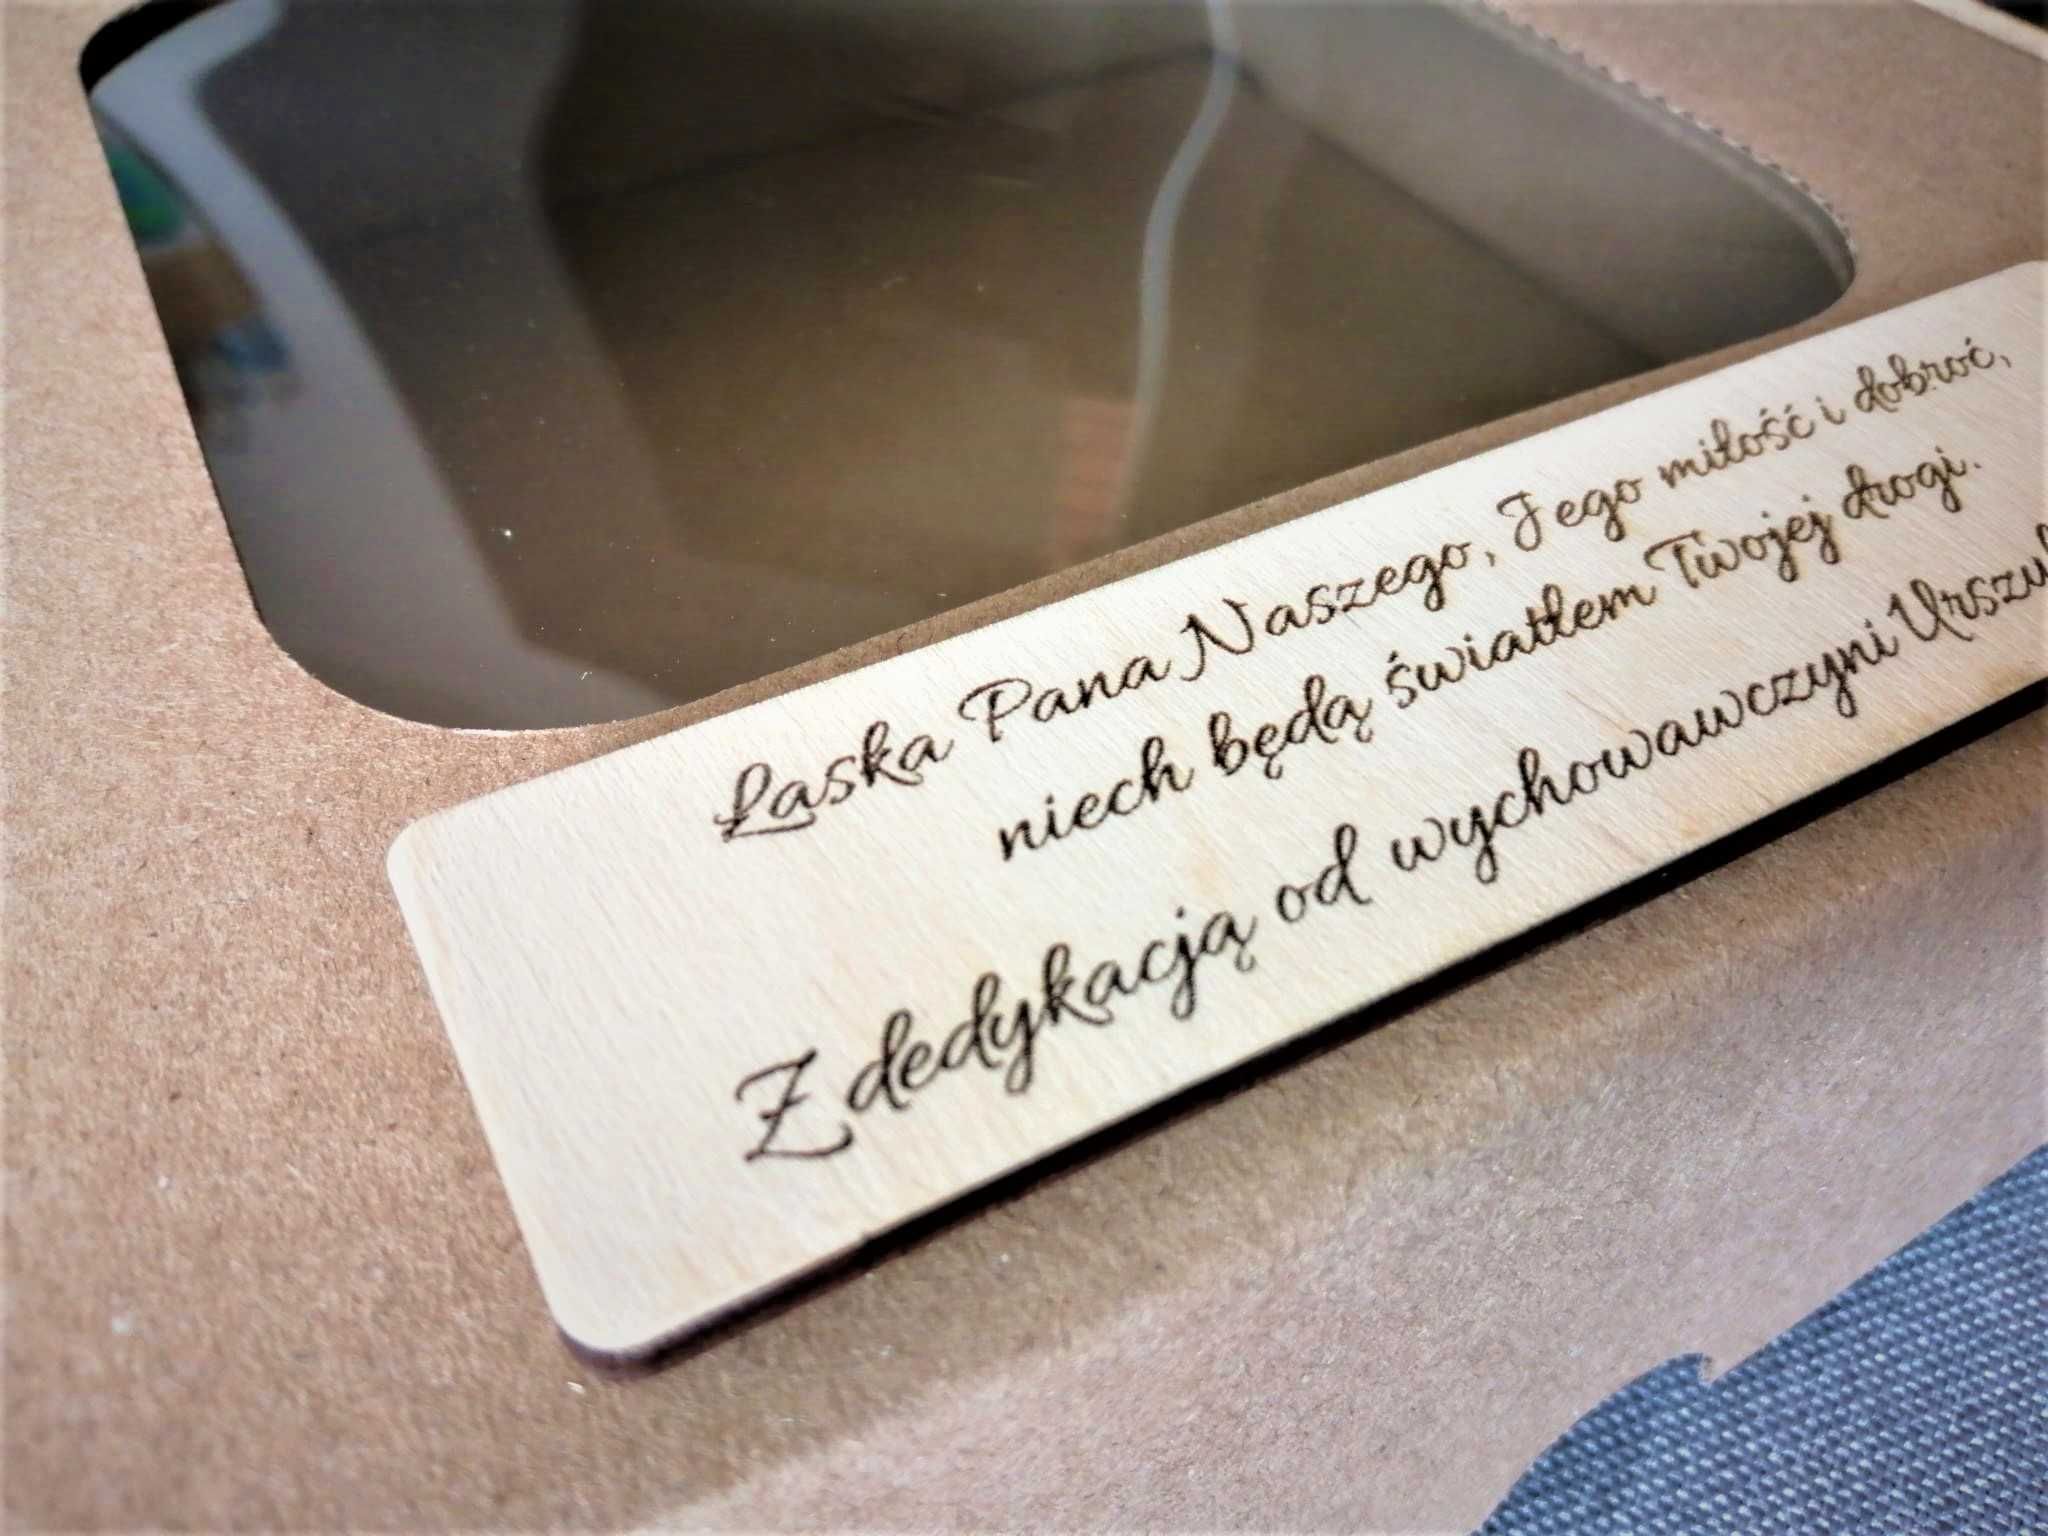 Łaska Pana Naszego, Jego miłość i dobroć,
niech będą światłem Twojej drogi.
Z dedykacją od wychowawczyni